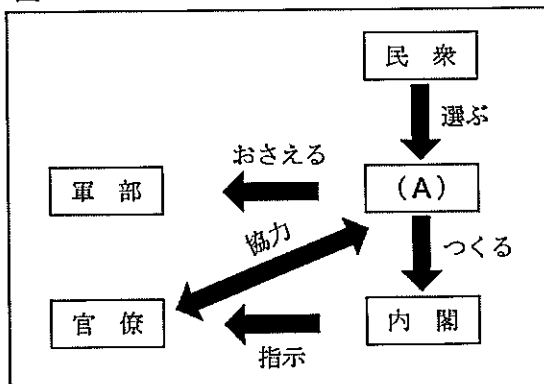 民 衆
選ぶ
おさえる
軍 部
(A)
協力
つくる
官 僚
内 閣
指示